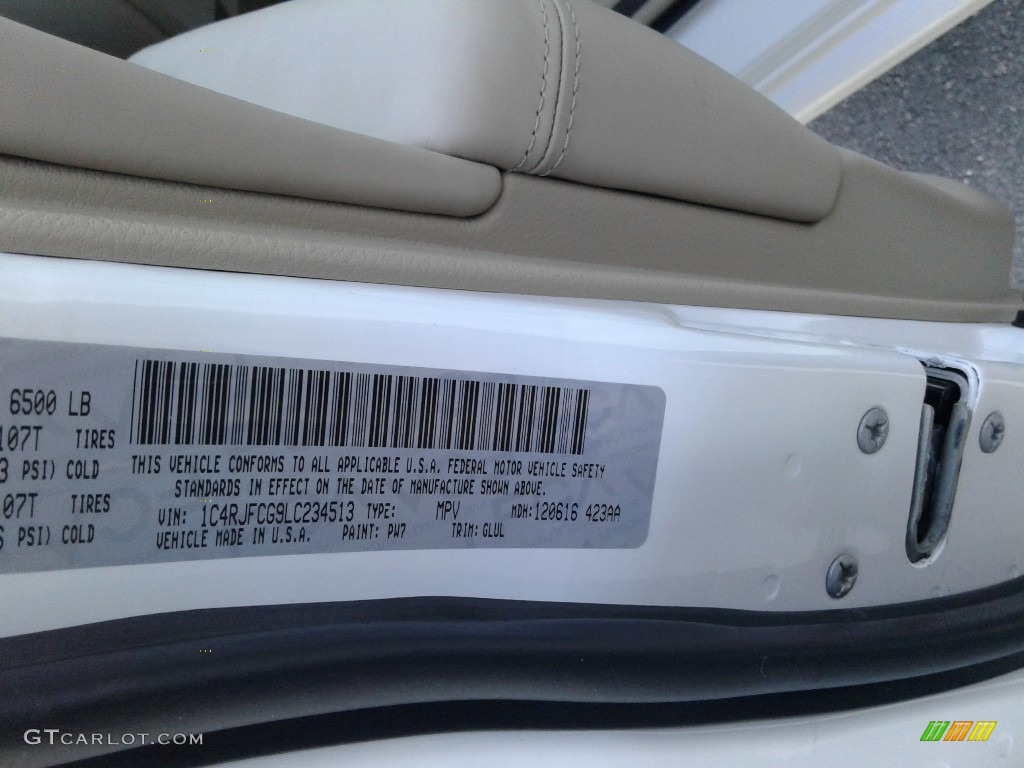 6500 LB
107T TIRES
3 PSI) COLD
107T TIRES
PSI) COLD
THIS VEHICLE CONFORMS TO ALL APPLICABLE U.S.A. FEDERAL MOTOR VEHICLE SAFETY
STANDARDS IN EFFECT ON THE DATE OF MANUFACTURE SHOWN ABOVE.
VIN: 1C4RJFCG9LC234513 TYPE: MPV MDH:120616 423AA
VEHICLE MADE IN U.S.A. PAINT: PW7 TRIM: GLUL
GTCARLOT.COM